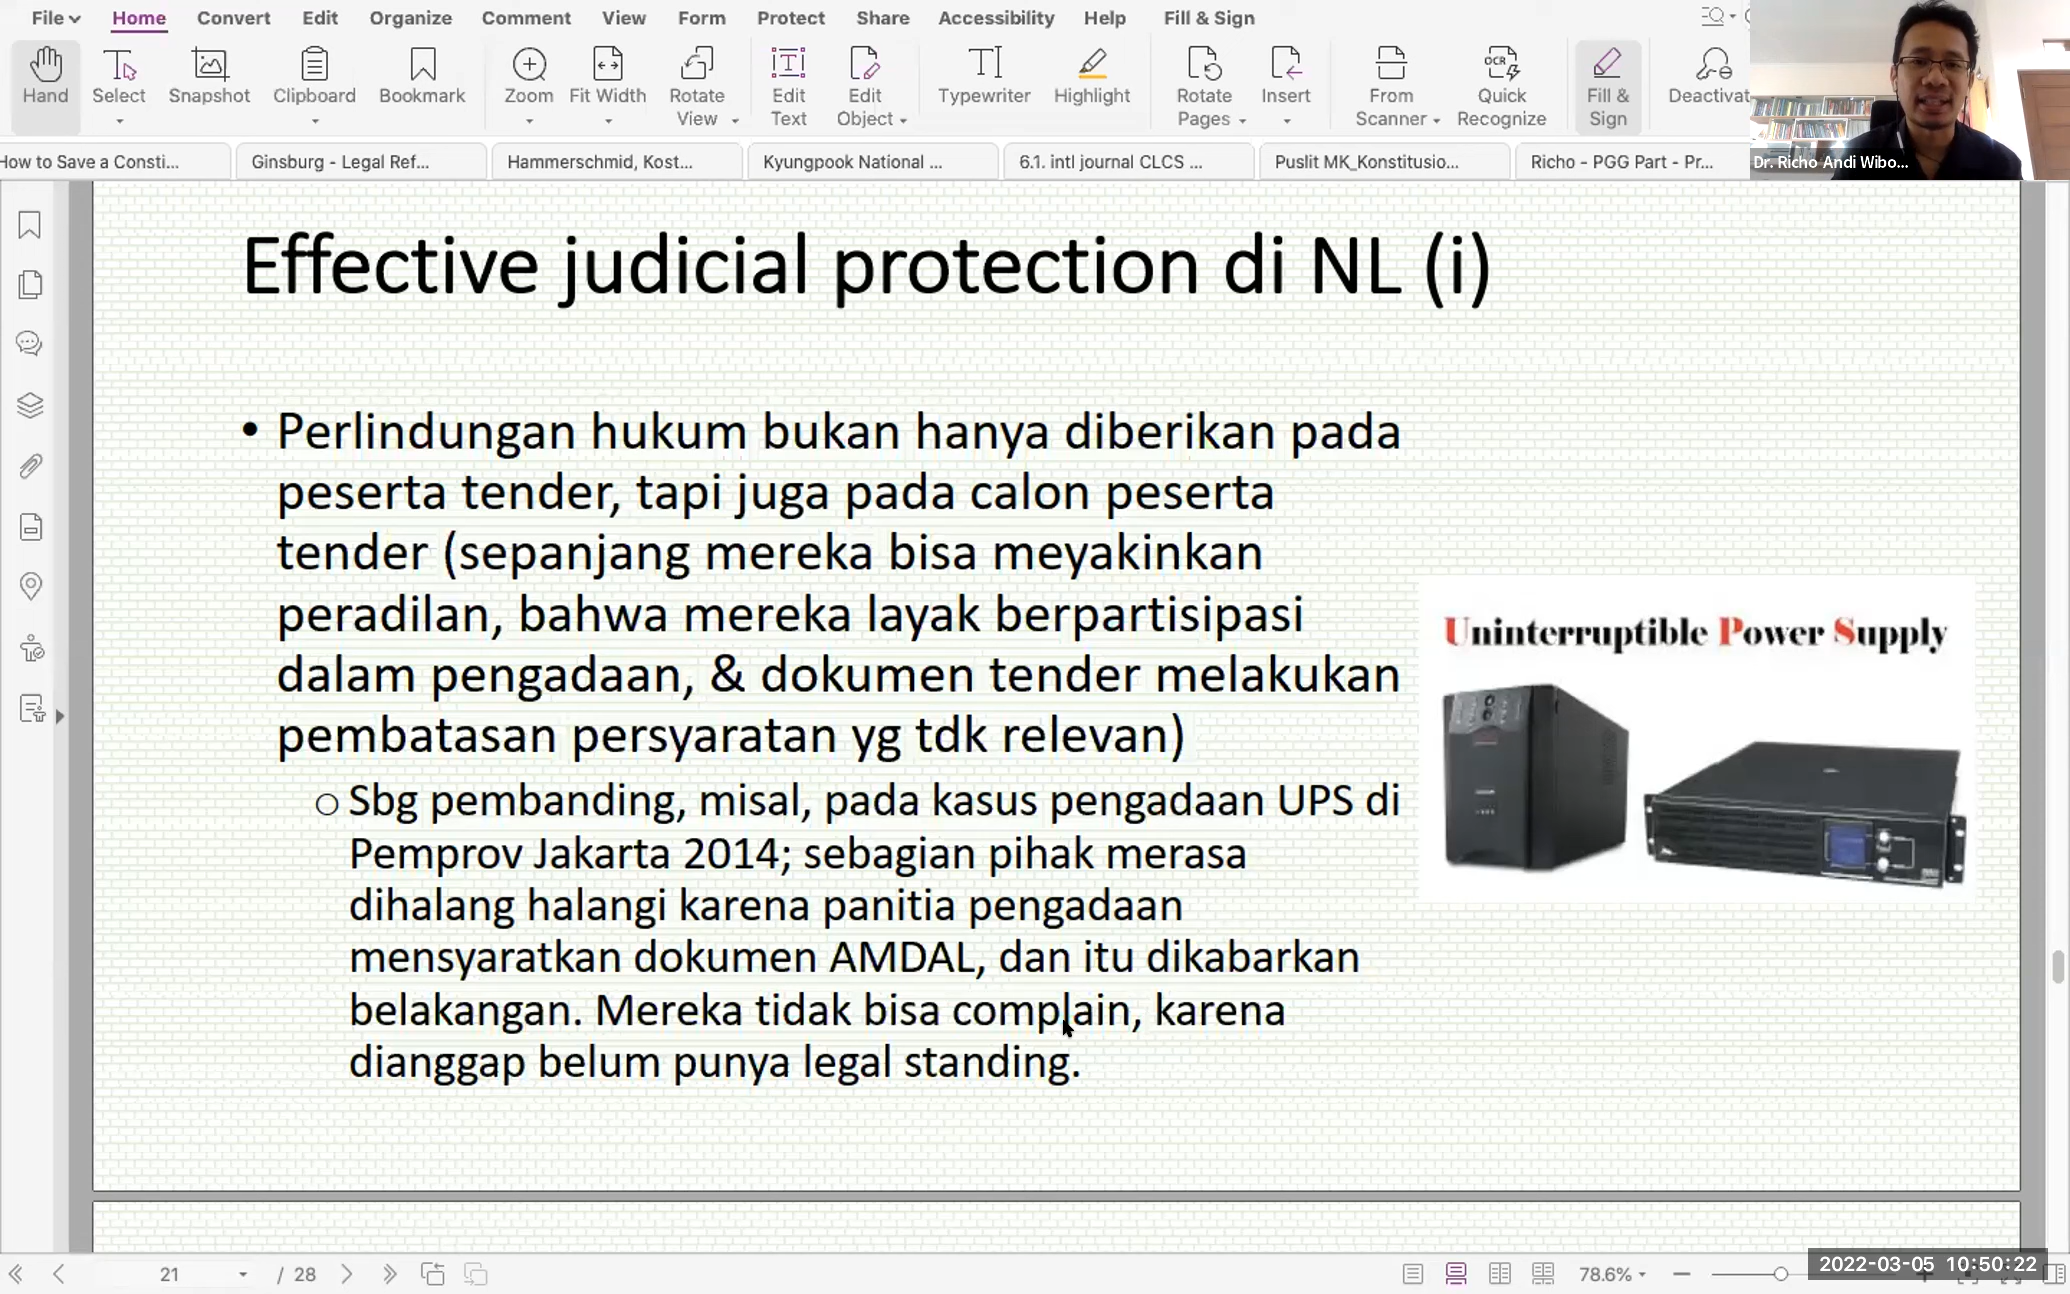 File Home Convert Edit Organize Comment View Form Protect Share Accessibility Help Fill & Sign
Hand Select Snapshot Clipboard Bookmark Zoom Fit Width Rotate View Edit Text Edit Object Typewriter Highlight Rotate Pages Insert From Scanner Quick Recognize Fill & Sign Deactivat
How to Save a Consti... Ginsburg - Legal Ref... Hammerschmid, Kost... Kyungpook National ... 6.1. intl journal CLCS ... Puslit MK_Konstitusio... Richo - PGG Part - Pr...
Dr. Richo Andi Wibo...
Effective judicial protection di NL (i)
• Perlindungan hukum bukan hanya diberikan pada
peserta tender, tapi juga pada calon peserta
tender (sepanjang mereka bisa meyakinkan
peradilan, bahwa mereka layak berpartisipasi
dalam pengadaan, & dokumen tender melakukan
pembatasan persyaratan yg tdk relevan)
o Sbg pembanding, misal, pada kasus pengadaan UPS di
Pemprov Jakarta 2014; sebagian pihak merasa
dihalang halangi karena panitia pengadaan
mensyaratkan dokumen AMDAL, dan itu dikabarkan
belakangan. Mereka tidak bisa complain, karena
dianggap belum punya legal standing.
Uninterruptible Power Supply
21 / 28
78.6%
2022-03-05 10:50:22